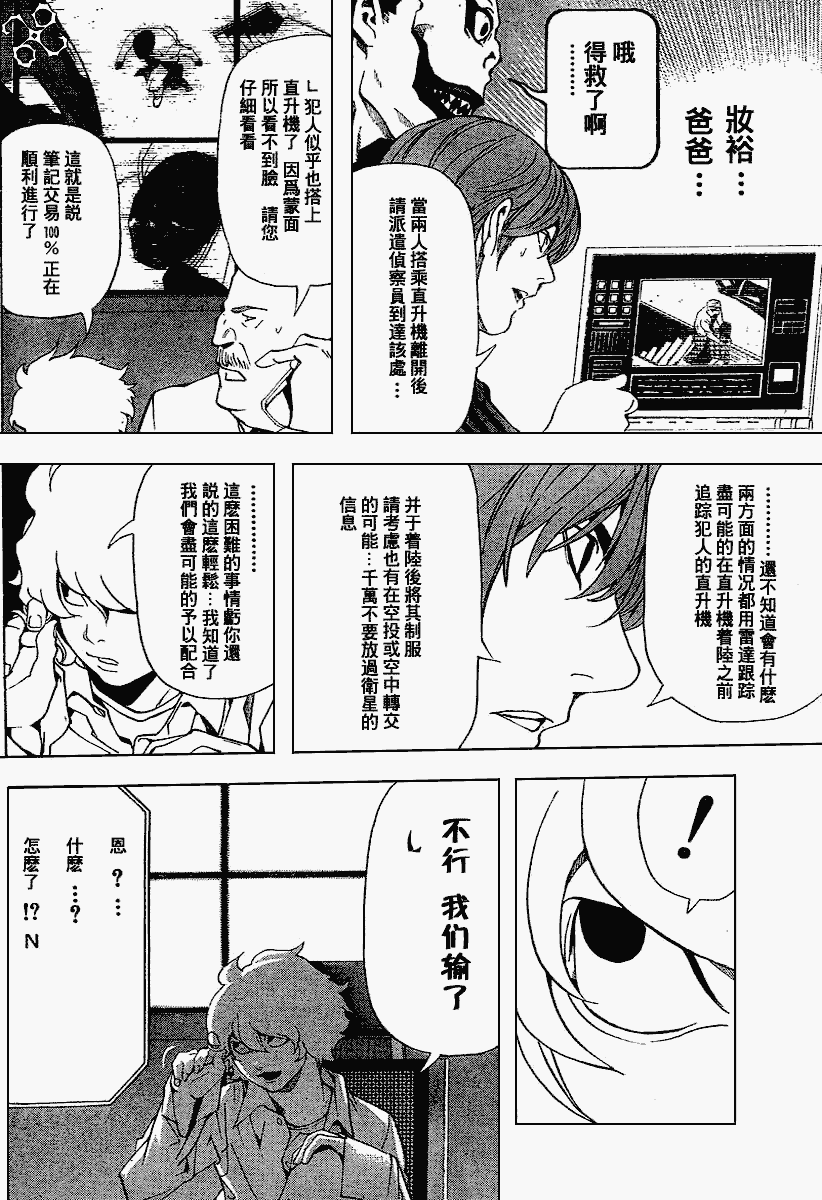 哦
得救了啊
………
妝裕…
爸爸…
當兩人搭乘直升機離開後
請派遣偵察員到達該處…
L犯人似乎也搭上
直升機了 因爲蒙面
所以看不到臉 請您
仔細看看
這就是説
筆記交易100%正在
順利進行了
…………還不知道會有什麽
兩方面的情况都用雷達跟踪
盡可能的在直升機着陸之前
追踪犯人的直升機
并于着陸後將其制服
請考慮也有在空投或空中轉交
的可能…千萬不要放過衛星的
信息
………………
這麽困難的事情虧你還
説的這麽輕鬆…我知道了
我們會盡可能的予以配合
！
不行 我们输了
L
恩？…
什麽…？
怎麽了!? N